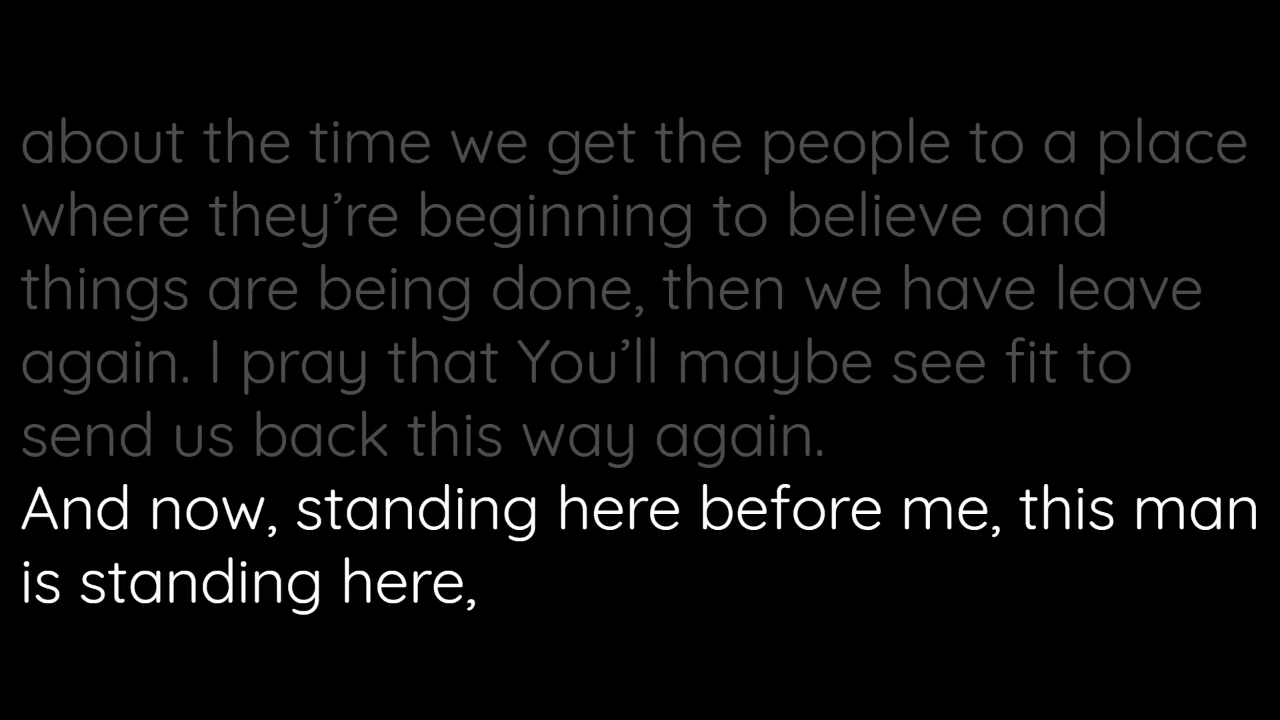 about the time we get the people to a place
where they’re beginning to believe and
things are being done, then we have leave
again. I pray that You’ll maybe see fit to
send us back this way again.
And now, standing here before me, this man
is standing here,